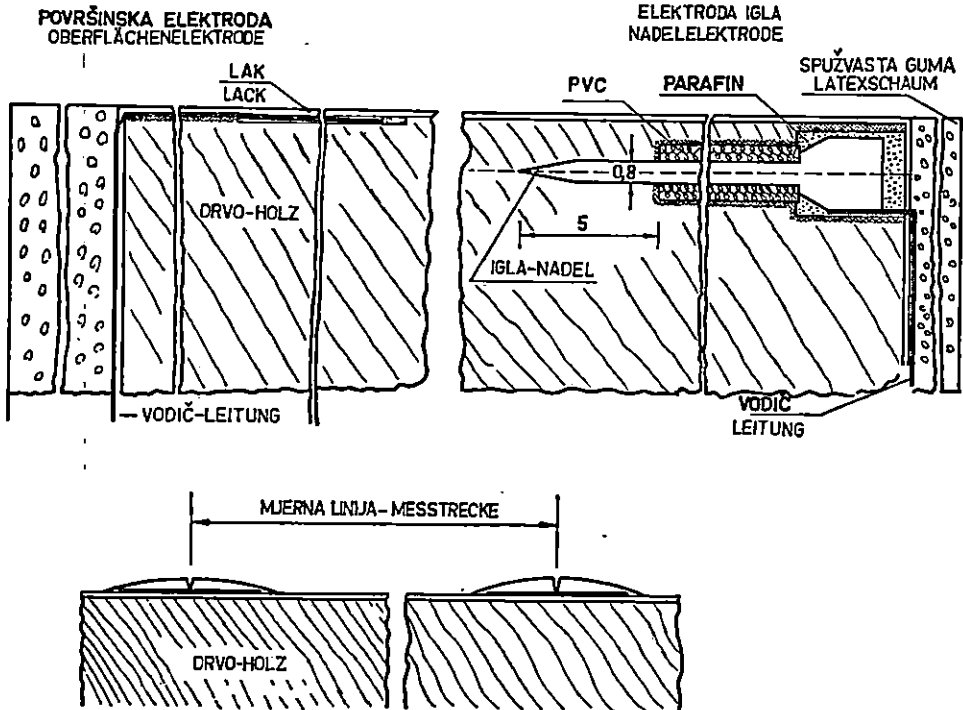 POVRŠINSKA ELEKTRODA
OBERFLÄCHENELEKTRODE
ELEKTRODA IGLA
NADELELEKTRODE
LAK
LACK
PVC
PARAFIN
SPUŽVASTA GUMA
LATEXSCHAUM
0,8
DRVO-HOLZ
5
IGLA-NADEL
VODIČ-LEITUNG
VODIČ
LEITUNG
MJERNA LINIJA-MESSTRECKE
DRVO-HOLZ